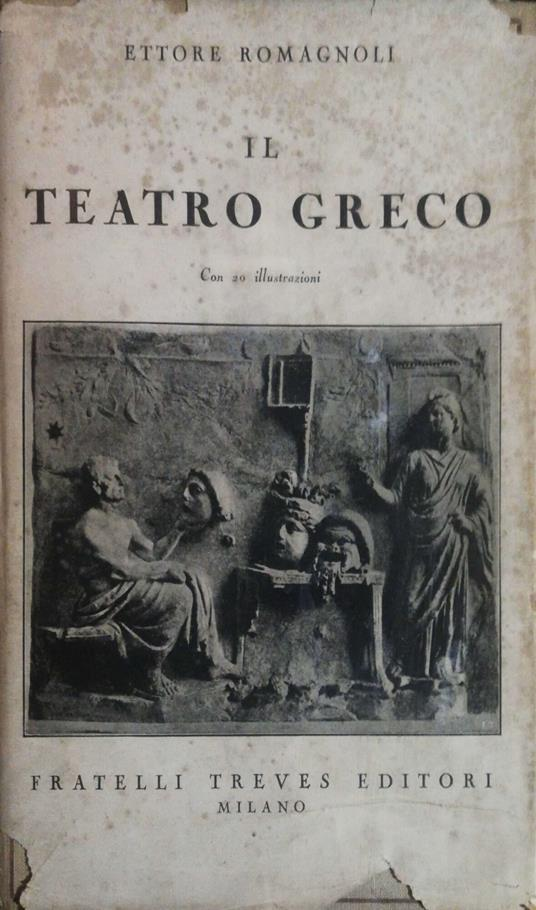 ETTORE ROMAGNOLI
IL
TEATRO GRECO
Con 20 illustrazioni
FRATELLI TREVES EDITORI
MILANO